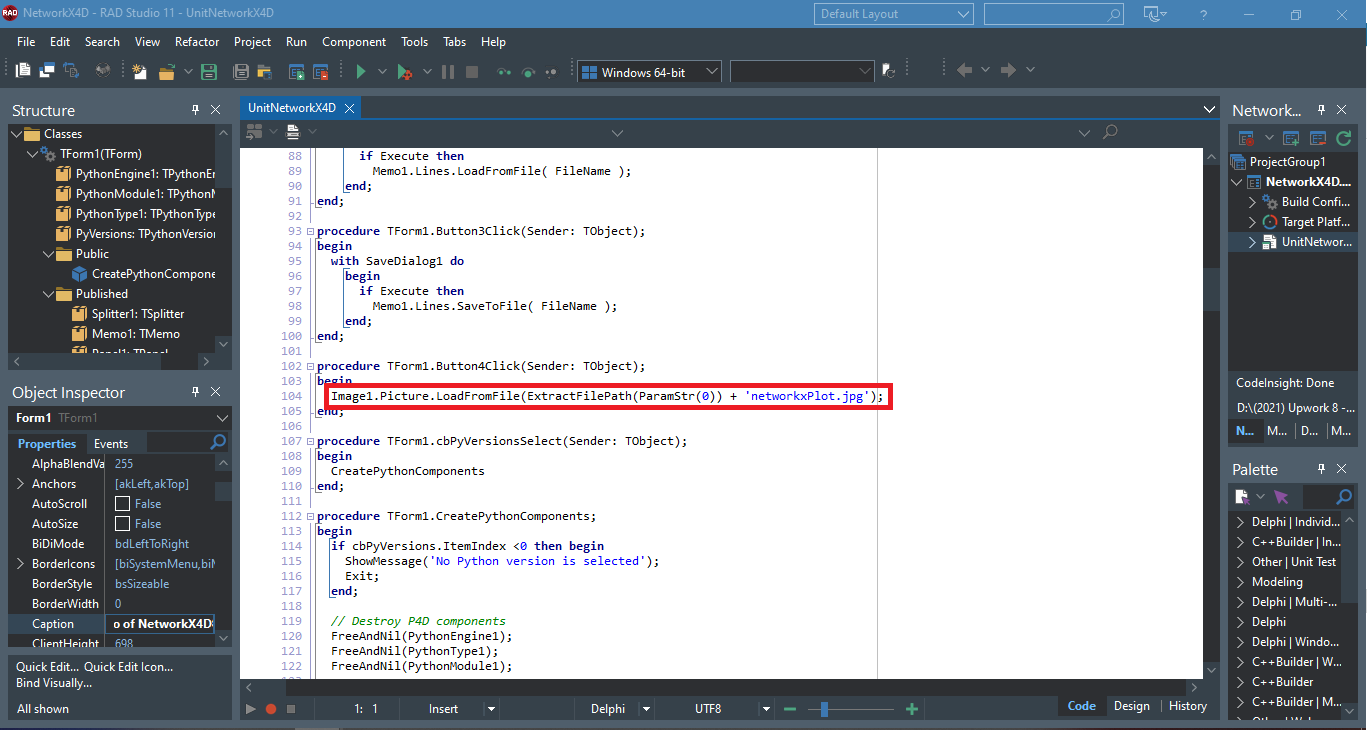 RAD NetworkX4D - RAD Studio 11 - UnitNetworkX4D
Default Layout
File Edit Search View Refactor Project Run Component Tools Tabs Help
Windows 64-bit
Structure
Classes
TForm1(TForm)
PythonEngine1: TPythonEr
PythonModule1: TPythonM
PythonType1: TPythonType
PyVersions: TPythonVersion
Public
CreatePythonCompone
Published
Splitter1: TSplitter
Memo1: TMemo
Panel1: TPanel
Object Inspector
Form1 TForm1
Properties Events
AlphaBlendVa 255
Anchors [akLeft,akTop]
AutoScroll False
AutoSize False
BiDiMode bdLeftToRight
BorderIcons [biSystemMenu,biM
BorderStyle bsSizeable
BorderWidth 0
Caption o of NetworkX4D
ClientHeight 698
Quick Edit... Quick Edit Icon...
Bind Visually...
All shown
UnitNetworkX4D
88 if Execute then
89 Memo1.Lines.LoadFromFile( FileName );
90 end;
91 end;
92
93 procedure TForm1.Button3Click(Sender: TObject);
94 begin
95 with SaveDialog1 do
96 begin
97 if Execute then
98 Memo1.Lines.SaveToFile( FileName );
99 end;
100 end;
101
102 procedure TForm1.Button4Click(Sender: TObject);
103 begin
104 Image1.Picture.LoadFromFile(ExtractFilePath(ParamStr(0)) + 'networkxPlot.jpg');
105 end;
106
107 procedure TForm1.cbPyVersionsSelect(Sender: TObject);
108 begin
109 CreatePythonComponents
110 end;
111
112 procedure TForm1.CreatePythonComponents;
113 begin
114 if cbPyVersions.ItemIndex <0 then begin
115 ShowMessage('No Python version is selected');
116 Exit;
117 end;
118
119 // Destroy P4D components
120 FreeAndNil(PythonEngine1);
121 FreeAndNil(PythonType1);
122 FreeAndNil(PythonModule1);
1: 1 Insert Delphi UTF8 Code Design History
Network...
ProjectGroup1
NetworkX4D....
Build Confi...
Target Platf...
UnitNetwor...
CodeInsight: Done
D:\(2021) Upwork 8 -...
N... M... D... M...
Palette
Delphi | Individ...
C++Builder | In...
Other | Unit Test
Modeling
Delphi | Multi-...
Delphi
Delphi | Windo...
C++Builder | W...
C++Builder
C++Builder | M...